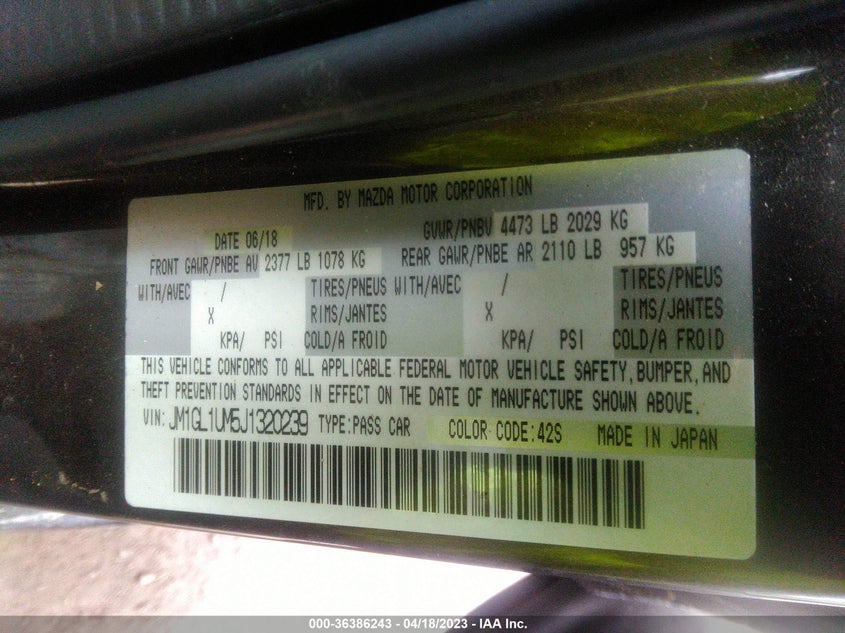 MFD. BY MAZDA MOTOR CORPORATION
DATE 06/18 GVWR/PNBV 4473 LB 2029 KG
FRONT GAWR/PNBE AV 2377 LB 1078 KG REAR GAWR/PNBE AR 2110 LB 957 KG
WITH/AVEC / TIRES/PNEUS WITH/AVEC / TIRES/PNEUS
X RIMS/JANTES X RIMS/JANTES
KPA/ PSI COLD/A FROID KPA/ PSI COLD/A FROID
THIS VEHICLE CONFORMS TO ALL APPLICABLE FEDERAL MOTOR VEHICLE SAFETY, BUMPER, AND
THEFT PREVENTION STANDARDS IN EFFECT ON THE DATE OF MANUFACTURE SHOWN ABOVE.
VIN: JM1GL1UM5J1320239 TYPE: PASS CAR COLOR CODE: 42S MADE IN JAPAN
000-36386243 - 04/18/2023 - IAA Inc.